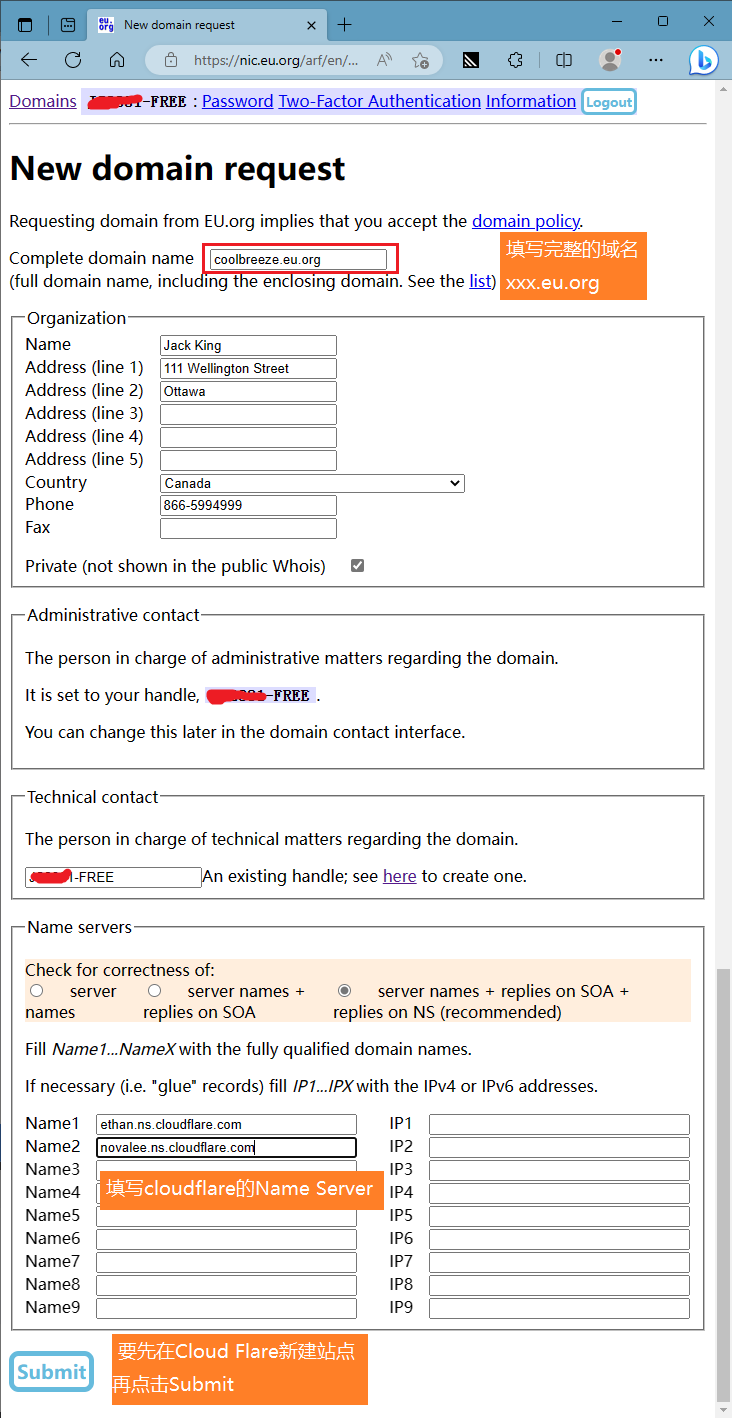 New domain request
https://nic.eu.org/arf/en/...
Domains -FREE : Password Two-Factor Authentication Information Logout
New domain request
Requesting domain from EU.org implies that you accept the domain policy.
Complete domain name coolbreeze.eu.org
(full domain name, including the enclosing domain. See the list)
填写完整的域名
xxx.eu.org
Organization
Name Jack King
Address (line 1) 111 Wellington Street
Address (line 2) Ottawa
Address (line 3)
Address (line 4)
Address (line 5)
Country Canada
Phone 866-5994999
Fax
Private (not shown in the public Whois)
Administrative contact
The person in charge of administrative matters regarding the domain.
It is set to your handle, -FREE .
You can change this later in the domain contact interface.
Technical contact
The person in charge of technical matters regarding the domain.
-FREE An existing handle; see here to create one.
Name servers
Check for correctness of:
server names
server names + replies on SOA
server names + replies on SOA + replies on NS (recommended)
Fill Name1...NameX with the fully qualified domain names.
If necessary (i.e. "glue" records) fill IP1...IPX with the IPv4 or IPv6 addresses.
Name1 ethan.ns.cloudflare.com IP1
Name2 novalee.ns.cloudflare.com IP2
Name3 IP3
填写cloudflare的Name Server
Name4 IP4
Name5 IP5
Name6 IP6
Name7 IP7
Name8 IP8
Name9 IP9
Submit
要先在Cloud Flare新建站点
再点击Submit